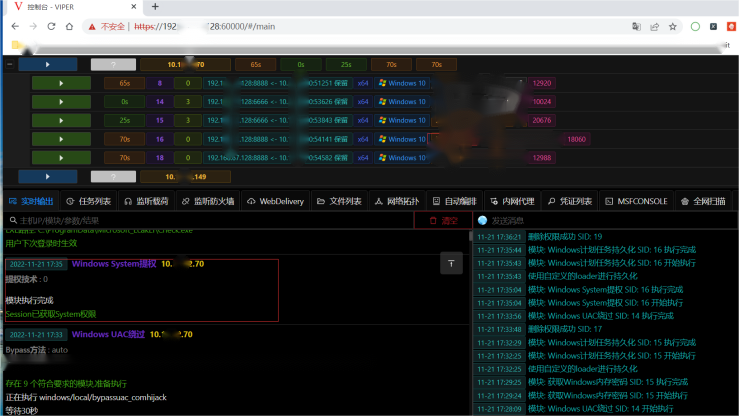 控制台 - VIPER
不安全 https://192 28:60000/#/main
10.1 70 65s 0s 25s 70s 70s
65s 8 0 192.1 .128:8888 <- 10. 0:51251 保留 x64 Windows 10 12920
0s 14 3 192. .128:6666 <- 10. 00:53626 保留 x64 Windows 10 10024
25s 15 3 192. .128:6666 <- 10. 0:53843 保留 x64 Windows 10 20676
70s 16 0 192. .128:8888 <- 10. 0:54141 保留 x64 Windows 10 18060
70s 18 0 192.16 .67.128:8888 <- 10. 0:54582 保留 x64 Windows 10 12988
10. .149
实时输出 任务列表 监听载荷 监听防火墙 WebDelivery 文件列表 网络拓扑 自动编排 内网代理 凭证列表 MSFCONSOLE 全网扫描
主机IP/模块/参数/结果 清空
用户下次登录时生效
2022-11-21 17:35 Windows System提权 10. .70
提权技术 : 0
模块执行完成
Session已获取System权限
2022-11-21 17:33 Windows UAC绕过 10. .70
Bypass方法 : auto
存在 9 个符合要求的模块,准备执行
正在执行 windows/local/bypassuac_comhijack
等待30秒
发送消息
11-21 17:36:21 删除权限成功 SID: 19
11-21 17:35:44 模块: Windows计划任务持久化 SID: 16 执行完成
11-21 17:35:43 模块: Windows计划任务持久化 SID: 16 开始执行
11-21 17:35:43 使用自定义的loader进行持久化
11-21 17:35:04 模块: Windows System提权 SID: 16 执行完成
11-21 17:35:04 模块: Windows System提权 SID: 16 开始执行
11-21 17:33:56 模块: Windows UAC绕过 SID: 14 执行完成
11-21 17:33:48 删除权限成功 SID: 17
11-21 17:32:29 模块: Windows计划任务持久化 SID: 15 执行完成
11-21 17:32:25 模块: Windows计划任务持久化 SID: 15 开始执行
11-21 17:32:25 使用自定义的loader进行持久化
11-21 17:29:25 模块: 获取Windows内存密码 SID: 15 执行完成
11-21 17:29:24 模块: 获取Windows内存密码 SID: 15 开始执行
11-21 17:28:09 模块: Windows UAC绕过 SID: 14 开始执行